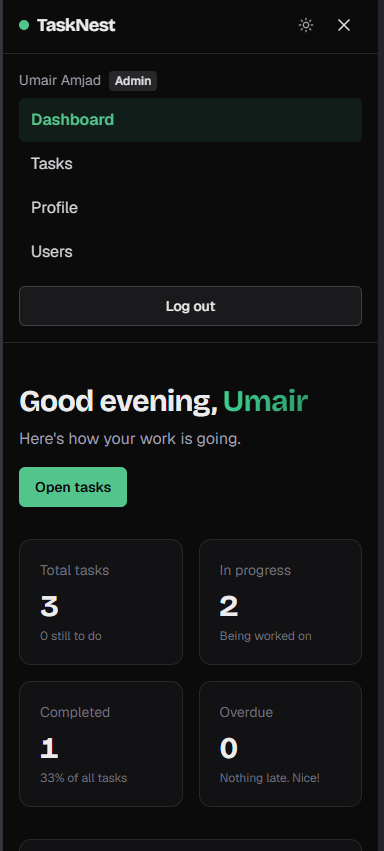 TaskNest
Umair Amjad Admin
Dashboard
Tasks
Profile
Users
Log out
Good evening, Umair
Here's how your work is going.
Open tasks
Total tasks
3
0 still to do
In progress
2
Being worked on
Completed
1
33% of all tasks
Overdue
0
Nothing late. Nice!